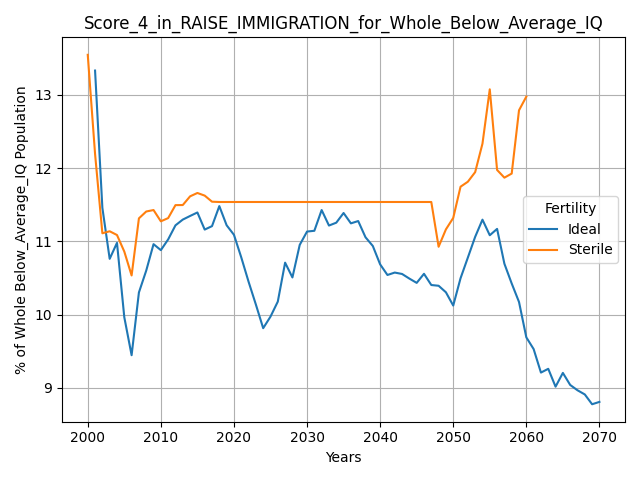 Score_4_in_RAISE_IMMIGRATION_for_Whole_Below_Average_IQ
% of Whole Below_Average_IQ Population
13
12
11
10
9
Fertility
Ideal
Sterile
2000 2010 2020 2030 2040 2050 2060 2070
Years